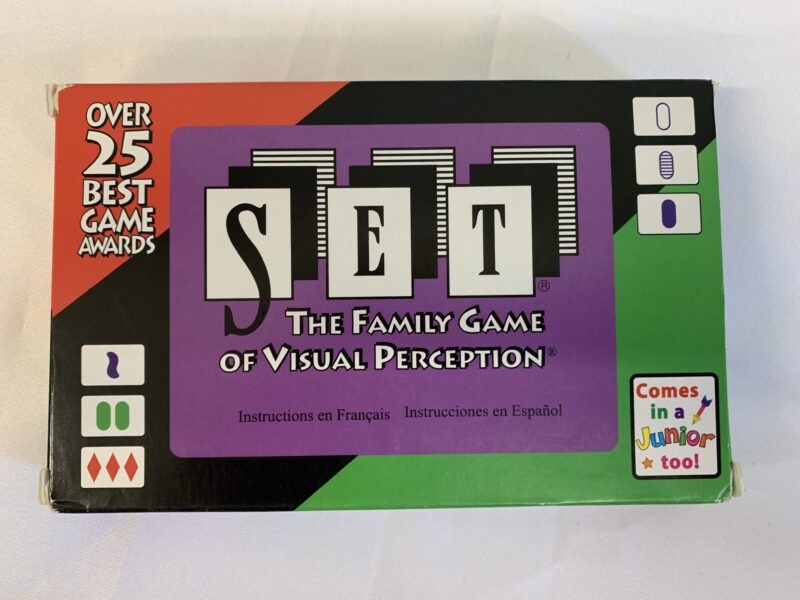 OVER
25
BEST
GAME
AWARDS
SET®
THE FAMILY GAME
OF VISUAL PERCEPTION®
Instructions en Français Instrucciones en Español
Comes
in a
Junior
too!